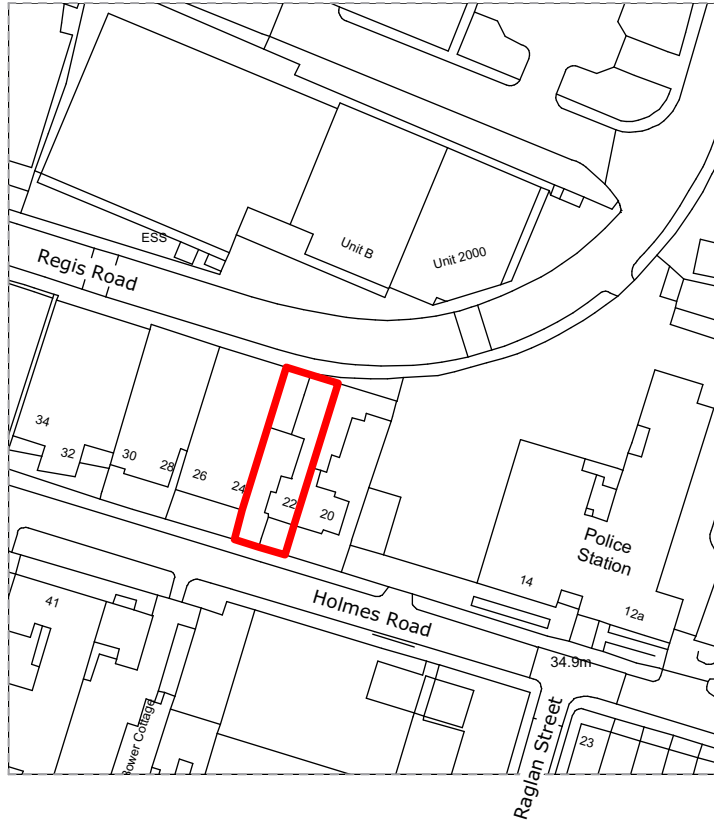 ESS
Unit B
Unit 2000
Regis Road
34
32
30
28
26
24
22
20
Police
Station
14
12a
Holmes Road
41
34.9m
Bower Cottage
Raglan Street
23